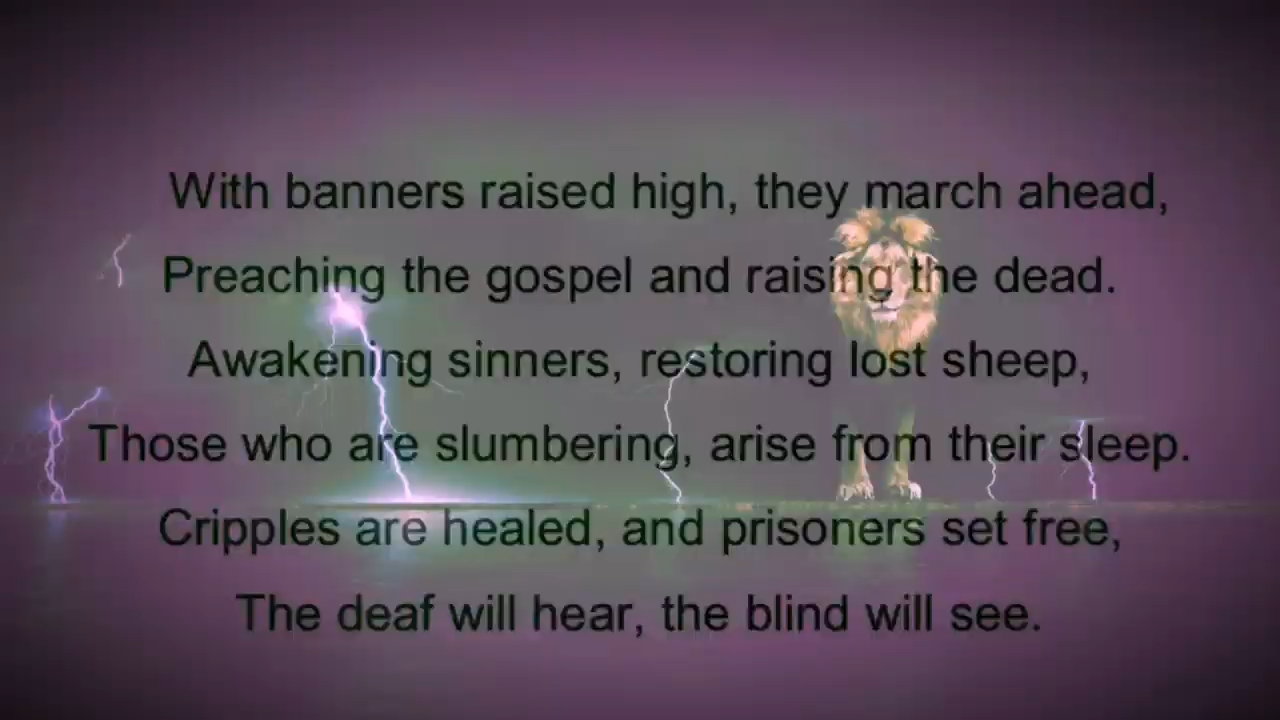 With banners raised high, they march ahead,
Preaching the gospel and raising the dead.
Awakening sinners, restoring lost sheep,
Those who are slumbering, arise from their sleep.
Cripples are healed, and prisoners set free,
The deaf will hear, the blind will see.